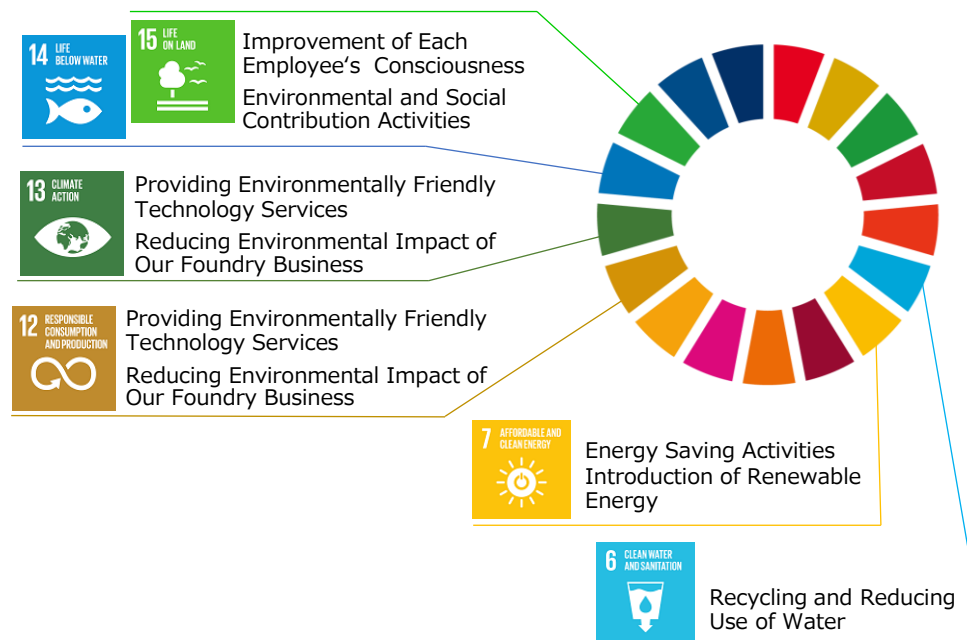 14 LIFE
BELOW WATER
15 LIFE
ON LAND
Improvement of Each
Employee‘s Consciousness
Environmental and Social
Contribution Activities
13 CLIMATE
ACTION
Providing Environmentally Friendly
Technology Services
Reducing Environmental Impact of
Our Foundry Business
12 RESPONSIBLE
CONSUMPTION
AND PRODUCTION
Providing Environmentally Friendly
Technology Services
Reducing Environmental Impact of
Our Foundry Business
7 AFFORDABLE AND
CLEAN ENERGY
Energy Saving Activities
Introduction of Renewable
Energy
6 CLEAN WATER
AND SANITATION
Recycling and Reducing
Use of Water